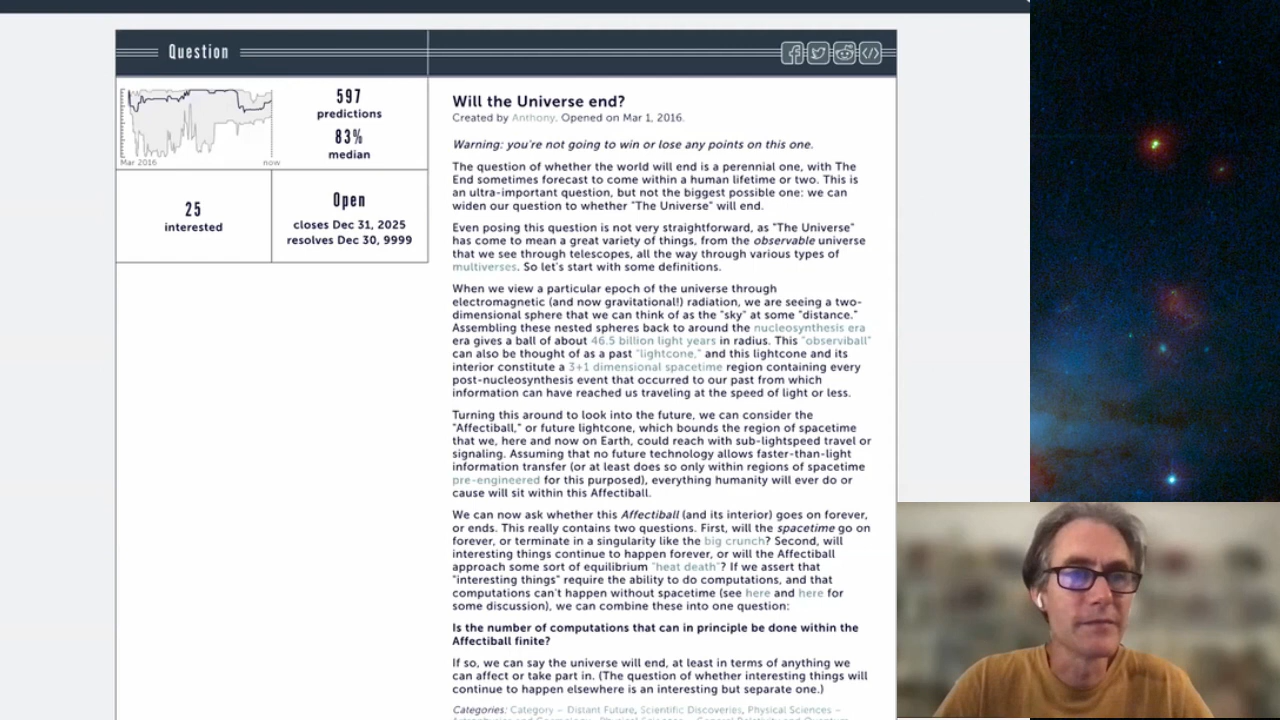 Question
597
predictions
83%
median
Mar 2016 now
25
interested
Open
closes Dec 31, 2025
resolves Dec 30, 9999
Will the Universe end?
Created by Anthony. Opened on Mar 1, 2016.
Warning: you're not going to win or lose any points on this one.
The question of whether the world will end is a perennial one, with The
End sometimes forecast to come within a human lifetime or two. This is
an ultra-important question, but not the biggest possible one: we can
widen our question to whether "The Universe" will end.
Even posing this question is not very straightforward, as "The Universe"
has come to mean a great variety of things, from the observable universe
that we see through telescopes, all the way through various types of
multiverses. So let's start with some definitions.
When we view a particular epoch of the universe through
electromagnetic (and now gravitational!) radiation, we are seeing a two-
dimensional sphere that we can think of as the "sky" at some "distance."
Assembling these nested spheres back to around the nucleosynthesis era
era gives a ball of about 46.5 billion light years in radius. This "observiball"
can also be thought of as a past "lightcone," and this lightcone and its
interior constitute a 3+1 dimensional spacetime region containing every
post-nucleosynthesis event that occurred to our past from which
information can have reached us traveling at the speed of light or less.
Turning this around to look into the future, we can consider the
"Affectiball," or future lightcone, which bounds the region of spacetime
that we, here and now on Earth, could reach with sub-lightspeed travel or
signaling. Assuming that no future technology allows faster-than-light
information transfer (or at least does so only within regions of spacetime
pre-engineered for this purposed), everything humanity will ever do or
cause will sit within this Affectiball.
We can now ask whether this Affectiball (and its interior) goes on forever,
or ends. This really contains two questions. First, will the spacetime go on
forever, or terminate in a singularity like the big crunch? Second, will
interesting things continue to happen forever, or will the Affectiball
approach some sort of equilibrium "heat death"? If we assert that
"interesting things" require the ability to do computations, and that
computations can't happen without spacetime (see here and here for
some discussion), we can combine these into one question:
Is the number of computations that can in principle be done within the
Affectiball finite?
If so, we can say the universe will end, at least in terms of anything we
can affect or take part in. (The question of whether interesting things will
continue to happen elsewhere is an interesting but separate one.)
Categories: Category – Distant Future, Scientific Discoveries, Physical Sciences –